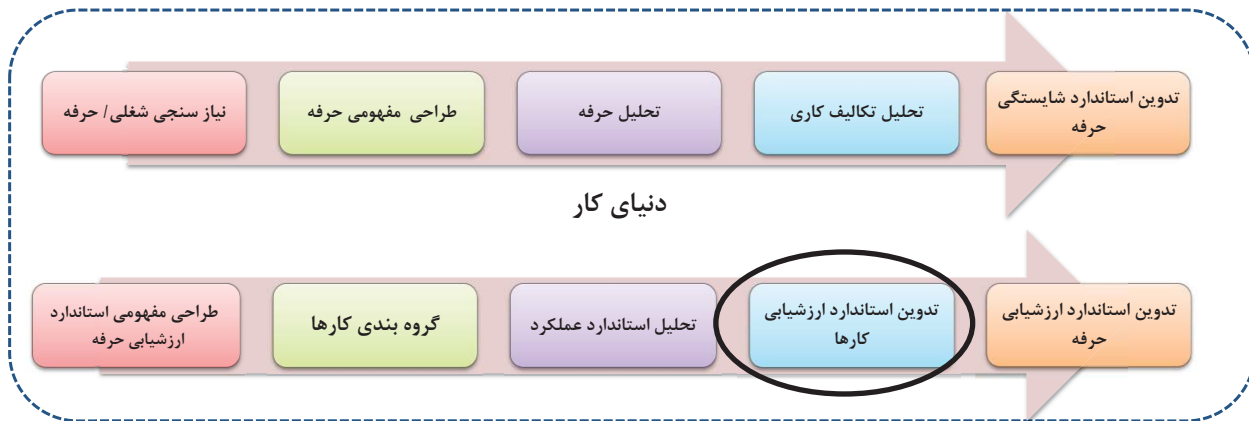 نیاز سنجی شغلی/ حرفه
طراحی مفهومی حرفه
تحلیل حرفه
تحلیل تکالیف کاری
تدوین استاندارد شایستگی
حرفه
دنیای کار
طراحی مفهومی استاندارد
ارزشیابی حرفه
گروه بندی کارها
تحلیل استاندارد عملکرد
تدوین استاندارد ارزشیابی
کارها
تدوین استاندارد ارزشیابی
حرفه